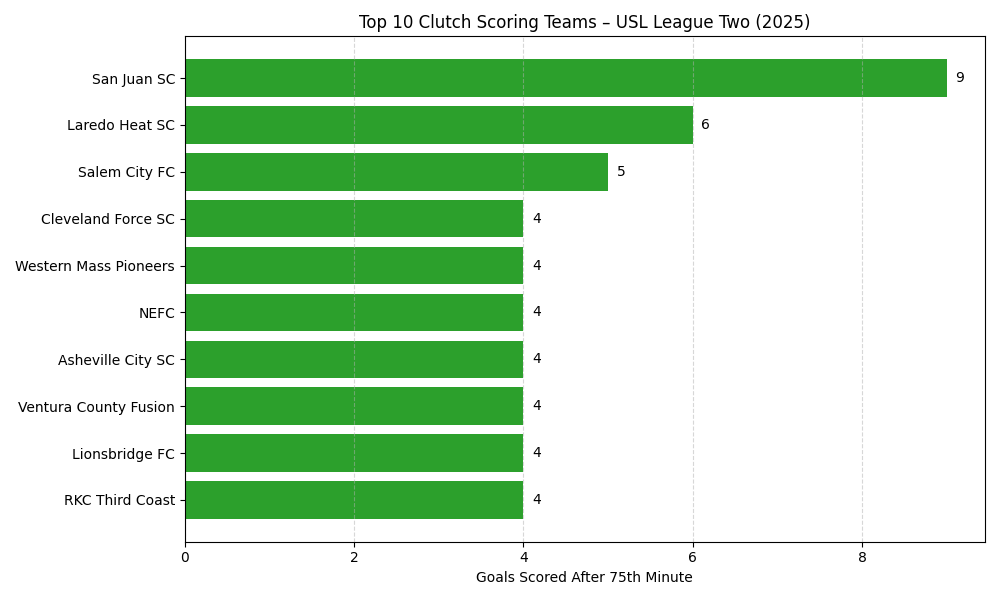 Top 10 Clutch Scoring Teams – USL League Two (2025)
San Juan SC 9
Laredo Heat SC 6
Salem City FC 5
Cleveland Force SC 4
Western Mass Pioneers 4
NEFC 4
Asheville City SC 4
Ventura County Fusion 4
Lionsbridge FC 4
RKC Third Coast 4
0 2 4 6 8
Goals Scored After 75th Minute